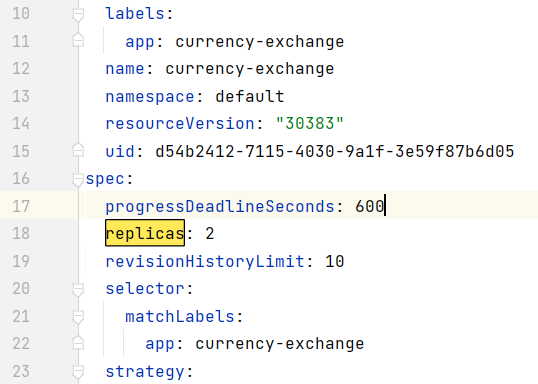 10 labels:
11 app: currency-exchange
12 name: currency-exchange
13 namespace: default
14 resourceVersion: "30383"
15 uid: d54b2412-7115-4030-9a1f-3e59f87b6d05
16 spec:
17 progressDeadlineSeconds: 600
18 replicas: 2
19 revisionHistoryLimit: 10
20 selector:
21 matchLabels:
22 app: currency-exchange
23 strategy: